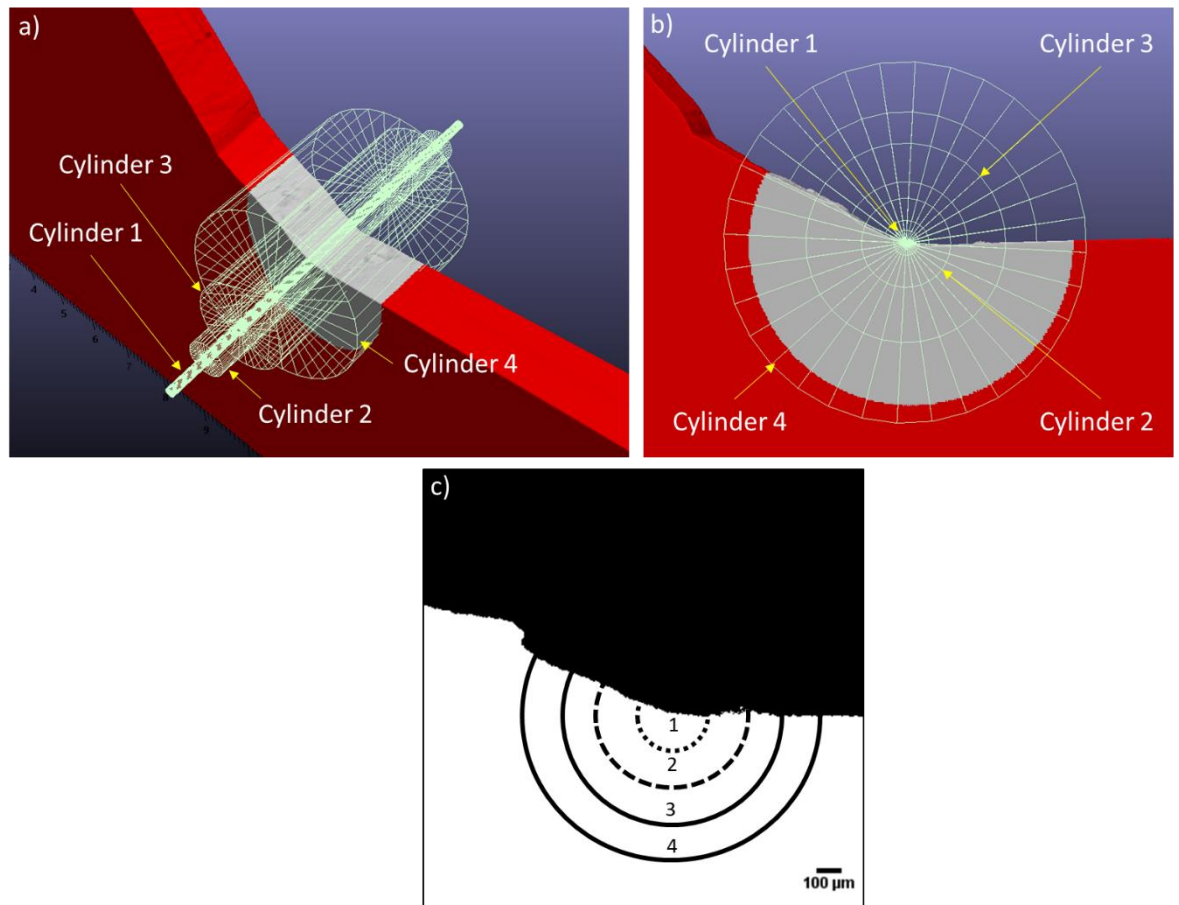 a)
Cylinder 3
Cylinder 1
Cylinder 4
Cylinder 2
4
5
6
7
8
9
b)
Cylinder 1
Cylinder 3
Cylinder 4
Cylinder 2
c)
1
2
3
4
100 µm